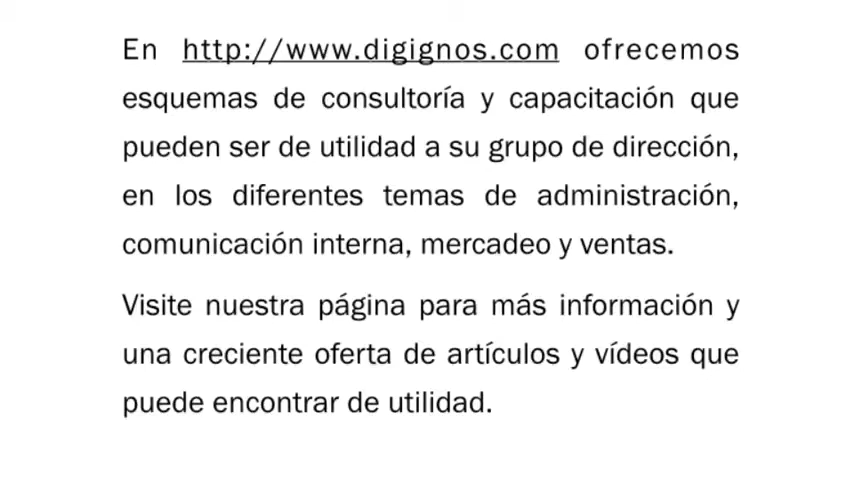 En http://www.digignos.com ofrecemos
esquemas de consultoría y capacitación que
pueden ser de utilidad a su grupo de dirección,
en los diferentes temas de administración,
comunicación interna, mercadeo y ventas.
Visite nuestra página para más información y
una creciente oferta de artículos y vídeos que
puede encontrar de utilidad.